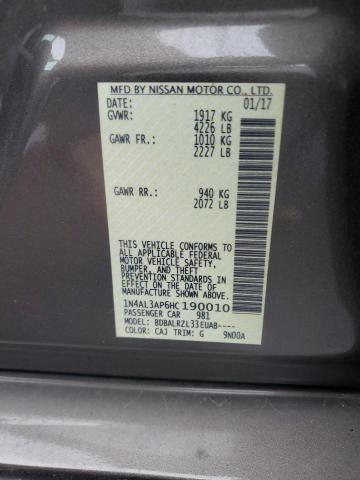 MFD BY NISSAN MOTOR CO., LTD.
DATE: 01/17
GVWR: 1917 KG
4226 LB
GAWR FR.: 1010 KG
2227 LB
GAWR RR.: 940 KG
2072 LB
THIS VEHICLE CONFORMS TO
ALL APPLICABLE FEDERAL
MOTOR VEHICLE SAFETY,
BUMPER, AND THEFT
PREVENTION STANDARDS IN
EFFECT ON THE DATE OF
MANUFACTURE SHOWN ABOVE.
1N4AL3AP6HC190010
PASSENGER CAR 981
MODEL: BDBALRZL33EUAB----
COLOR: CAJ TRIM: G 9N00A